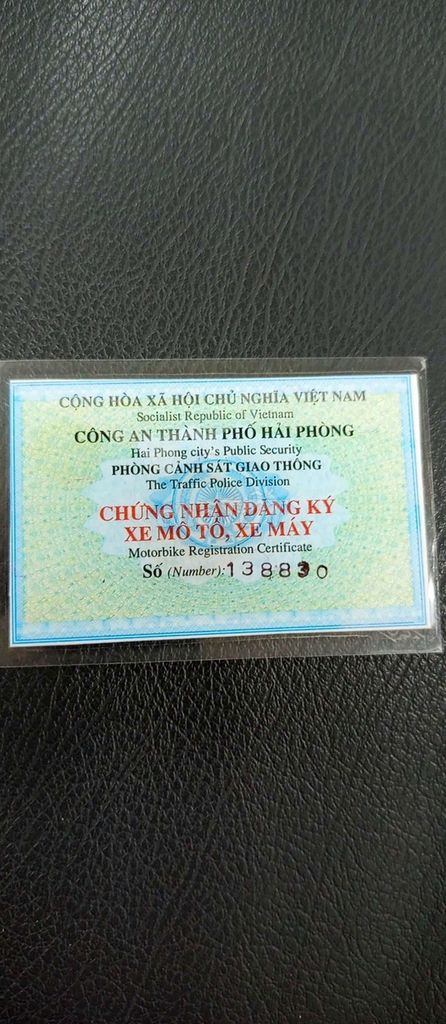 CỘNG HÒA XÃ HỘI CHỦ NGHĨA VIỆT NAM
Socialist Republic of Vietnam
CÔNG AN THÀNH PHỐ HẢI PHÒNG
Hai Phong city's Public Security
PHÒNG CẢNH SÁT GIAO THÔNG
The Traffic Police Division
CHỨNG NHẬN ĐĂNG KÝ
XE MÔ TÔ, XE MÁY
Motorbike Registration Certificate
Số (Number): 138830